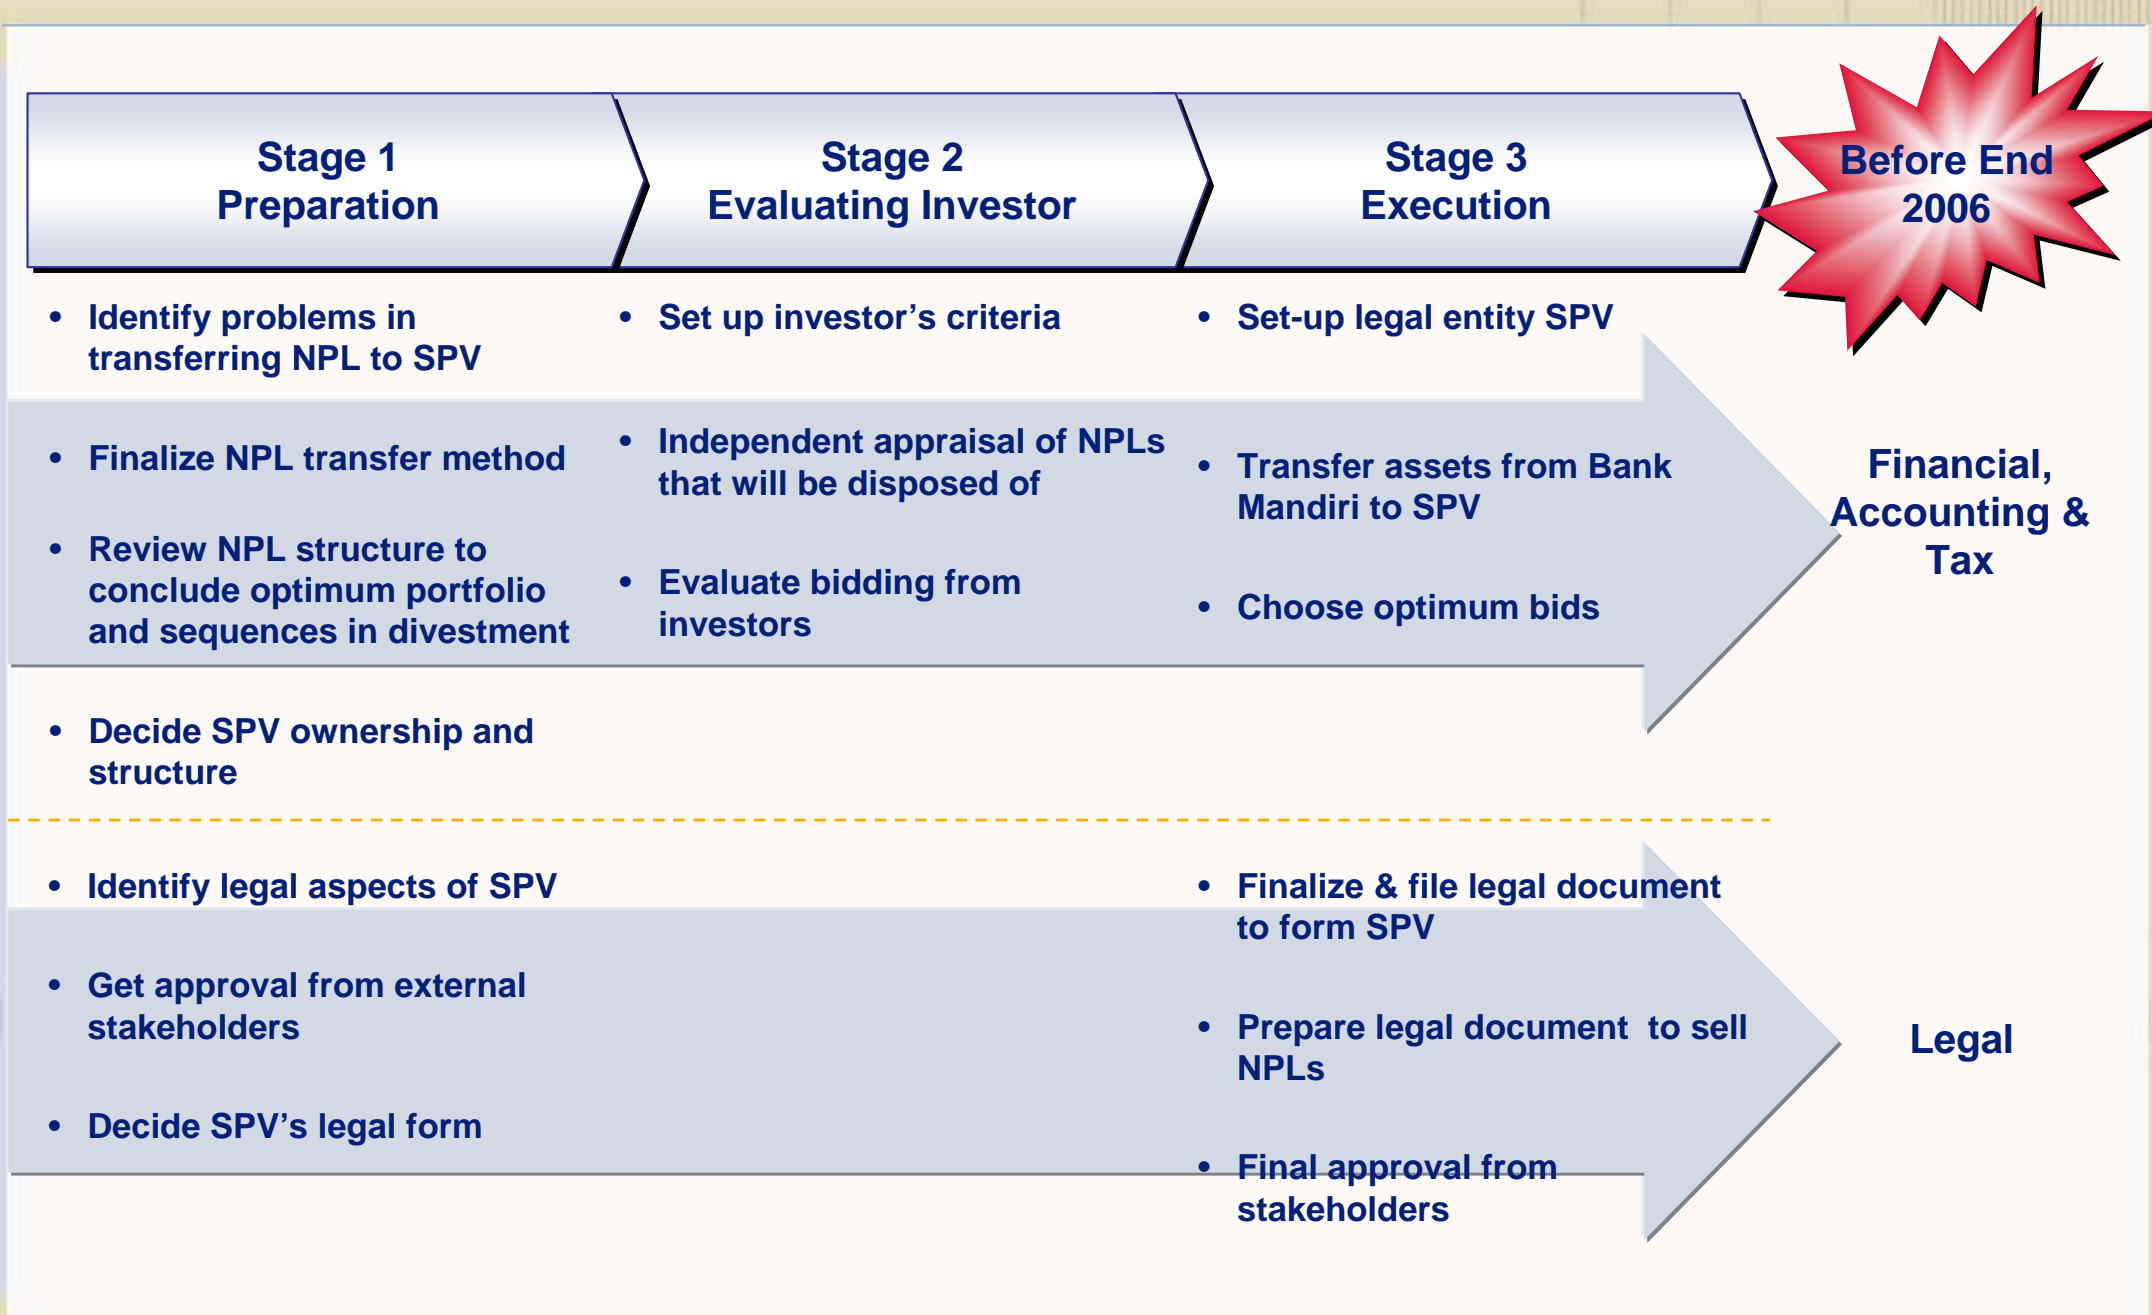 Stage 1
Preparation
Stage 2
Evaluating Investor
Stage 3
Execution
Before End
2006
• Identify problems in
transferring NPL to SPV
• Finalize NPL transfer method
• Review NPL structure to
conclude optimum portfolio
and sequences in divestment
• Decide SPV ownership and
structure
• Set up investor’s criteria
• Independent appraisal of NPLs
that will be disposed of
• Evaluate bidding from
investors
• Set-up legal entity SPV
• Transfer assets from Bank
Mandiri to SPV
• Choose optimum bids
Financial,
Accounting &
Tax
• Identify legal aspects of SPV
• Get approval from external
stakeholders
• Decide SPV’s legal form
• Finalize & file legal document
to form SPV
• Prepare legal document  to sell
NPLs
• Final approval from
stakeholders
Legal